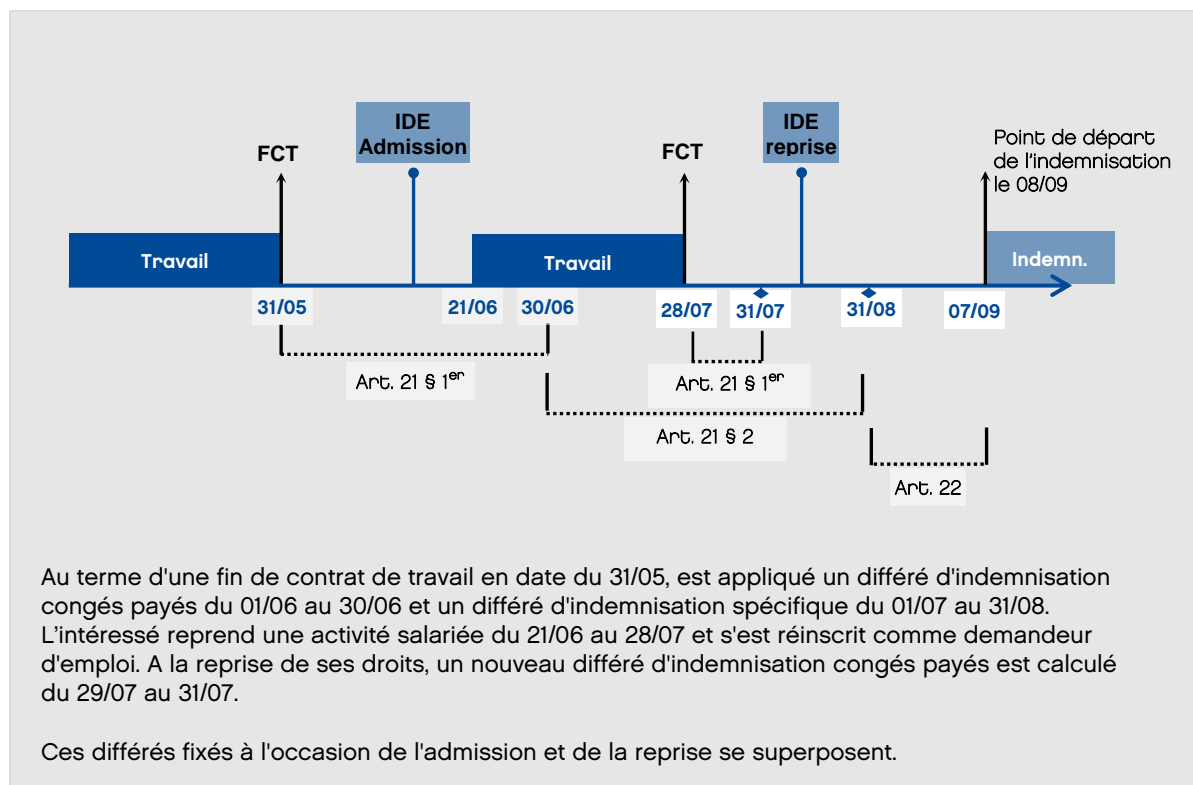 IDE
Admission
IDE
reprise
FCT
FCT
Point de départ
de l'indemnisation
le 08/09
Travail
Travail
Indemn.
31/05
21/06
30/06
28/07
31/07
31/08
07/09
Art. 21 § 1er
Art. 21 § 1er
Art. 21 § 2
Art. 22
Au terme d'une fin de contrat de travail en date du 31/05, est appliqué un différé d'indemnisation
congés payés du 01/06 au 30/06 et un différé d'indemnisation spécifique du 01/07 au 31/08.
L'intéressé reprend une activité salariée du 21/06 au 28/07 et s'est réinscrit comme demandeur
d'emploi. A la reprise de ses droits, un nouveau différé d'indemnisation congés payés est calculé
du 29/07 au 31/07.
Ces différés fixés à l'occasion de l'admission et de la reprise se superposent.